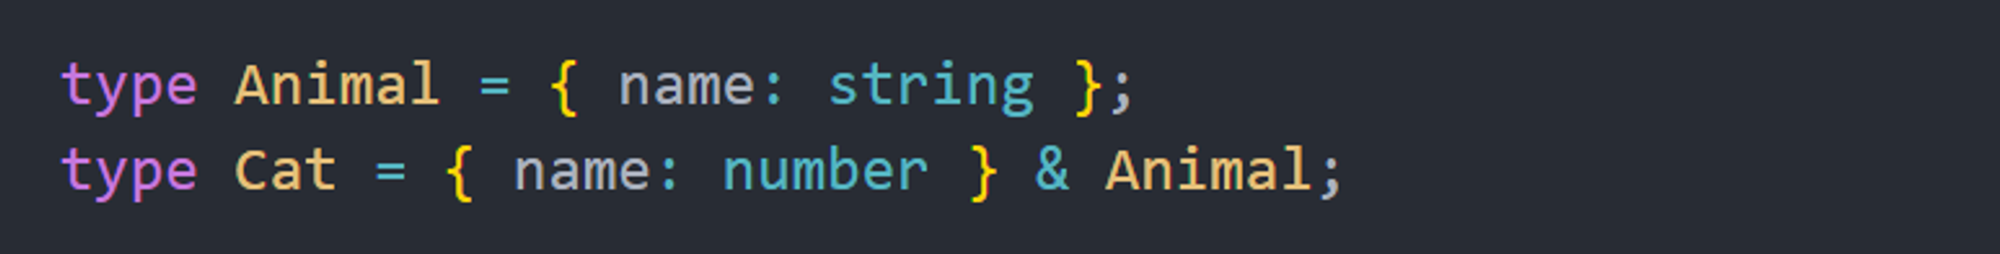 type Animal = { name: string };
type Cat = { name: number } & Animal;